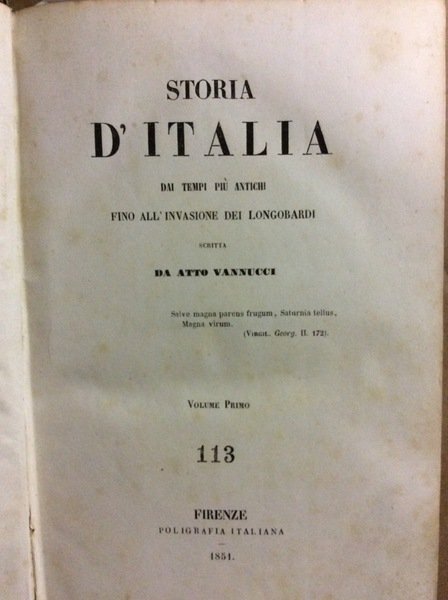 STORIA
D'ITALIA
DAI TEMPI PIÙ ANTICHI
FINO ALL'INVASIONE DEI LONGOBARDI
SCRITTA
DA ATTO VANNUCCI
Salve magna parens frugum, Saturnia tellus,
Magna virum.
(VIRGIL. Georg. II. 172).
VOLUME PRIMO
113
FIRENZE
POLIGRAFIA ITALIANA
1851.